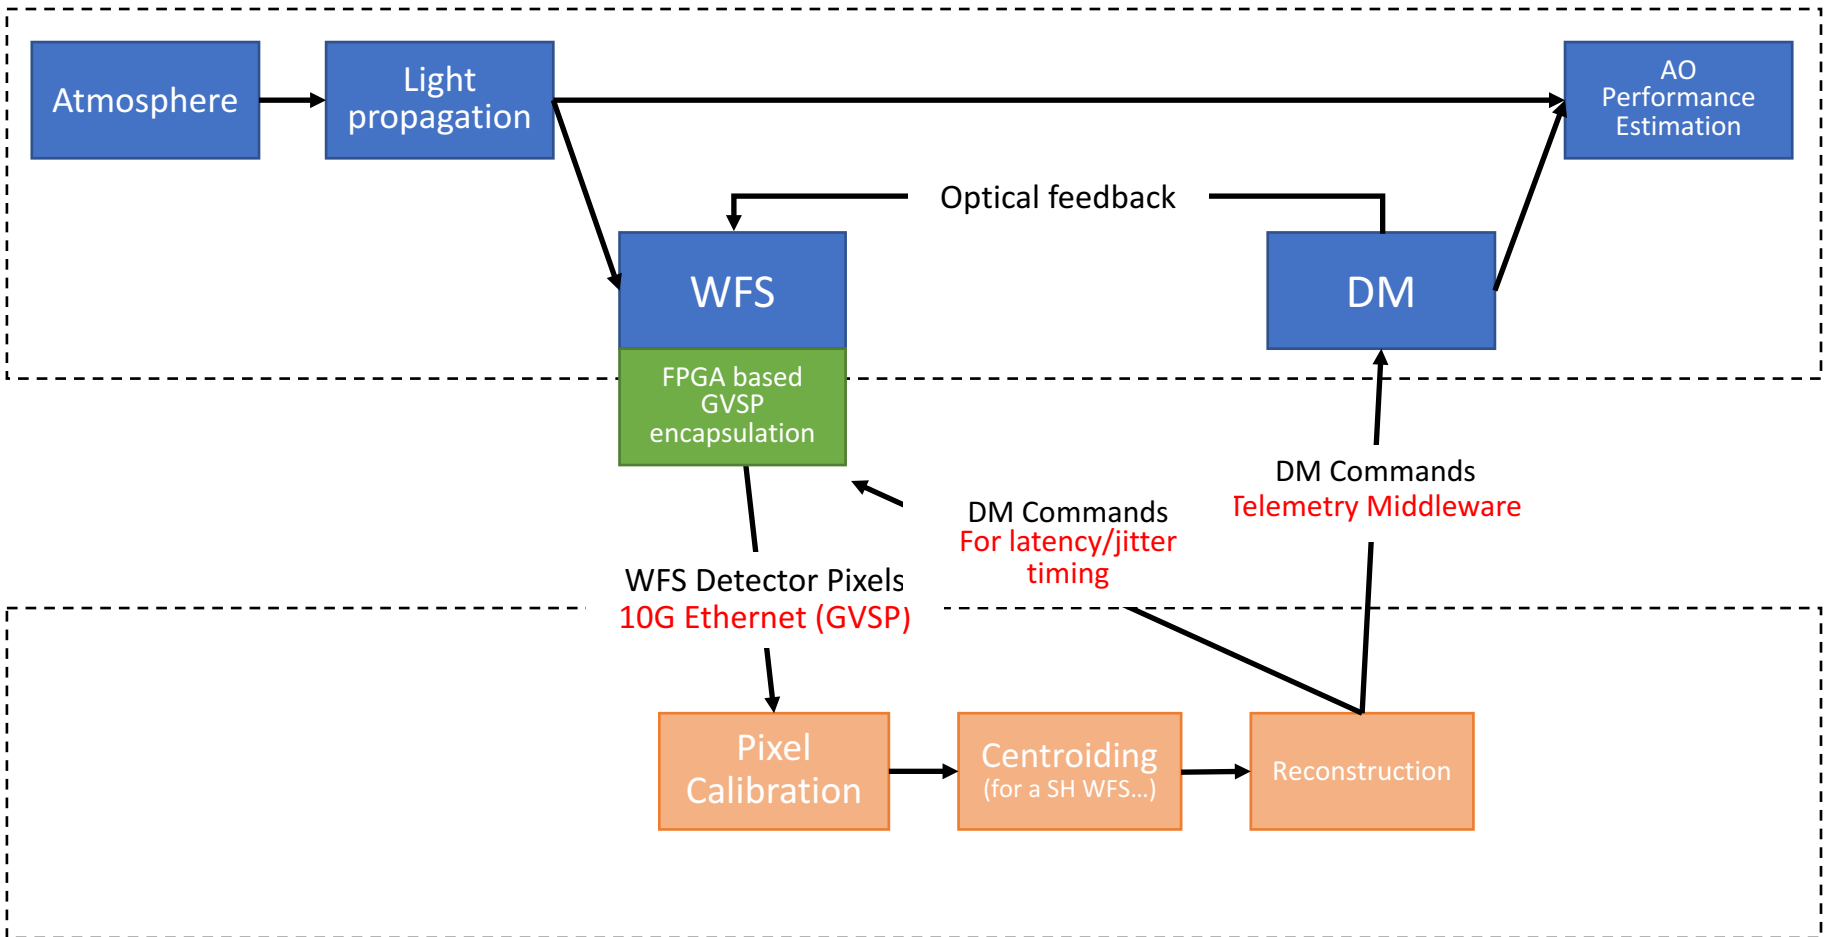 Atmosphere
Light
propagation
AO
Performance
Estimation
Optical feedback
WFS
DM
FPGA based
GVSP
encapsulation
DM Commands
Telemetry Middleware
DM Commands
For latency/jitter
timing
WFS Detector Pixels
10G Ethernet (GVSP)
Pixel
Calibration
Centroiding
(for a SH WFS...)
Reconstruction